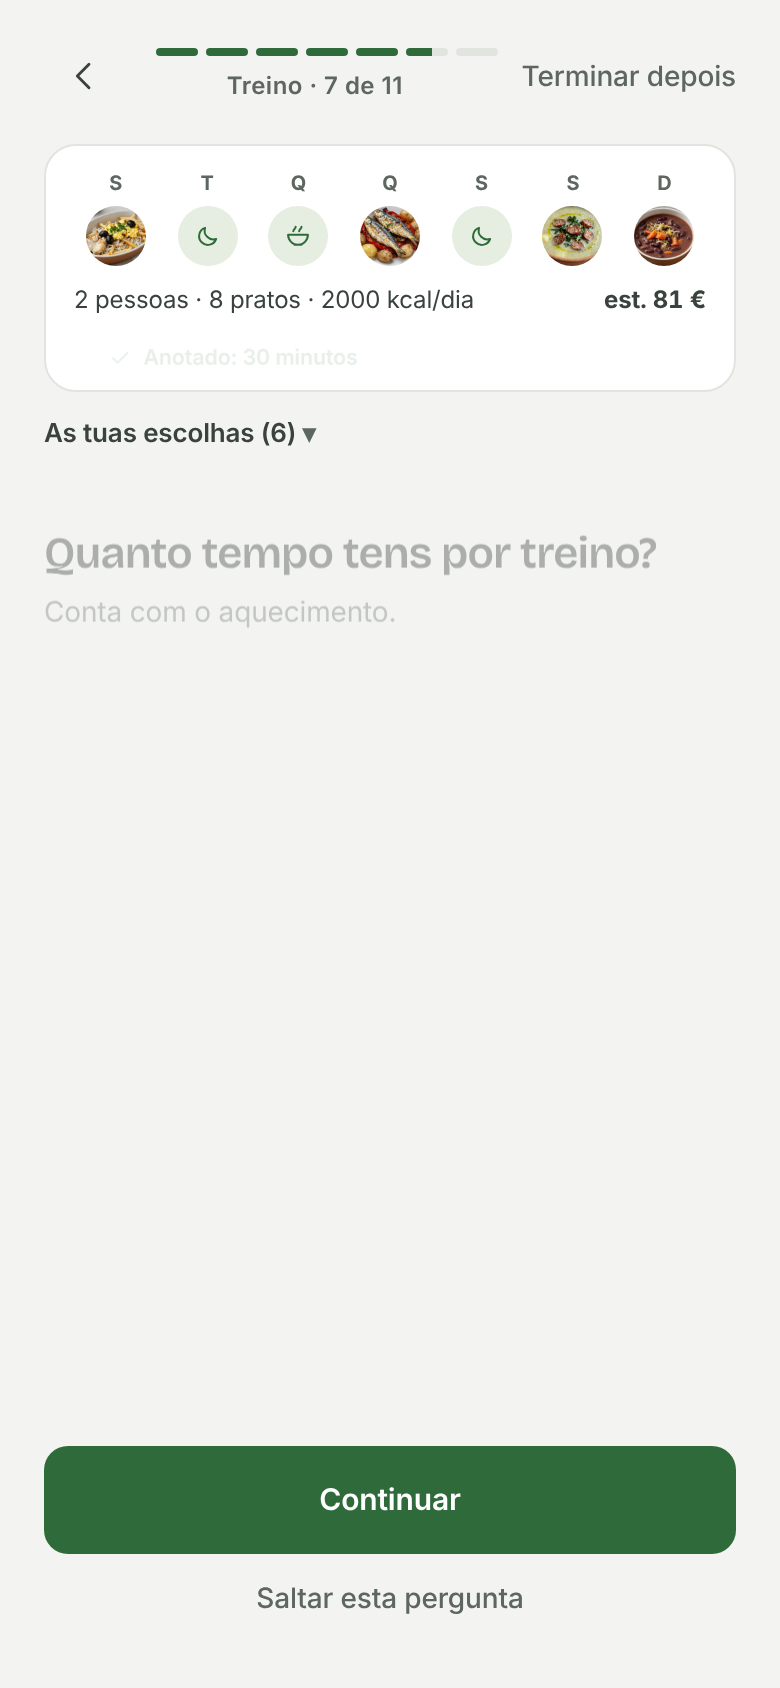 Treino · 7 de 11
Terminar depois
S T Q Q S S D
2 pessoas · 8 pratos · 2000 kcal/dia est. 81 €
Anotado: 30 minutos
As tuas escolhas (6) ▾
Quanto tempo tens por treino?
Conta com o aquecimento.
Continuar
Saltar esta pergunta